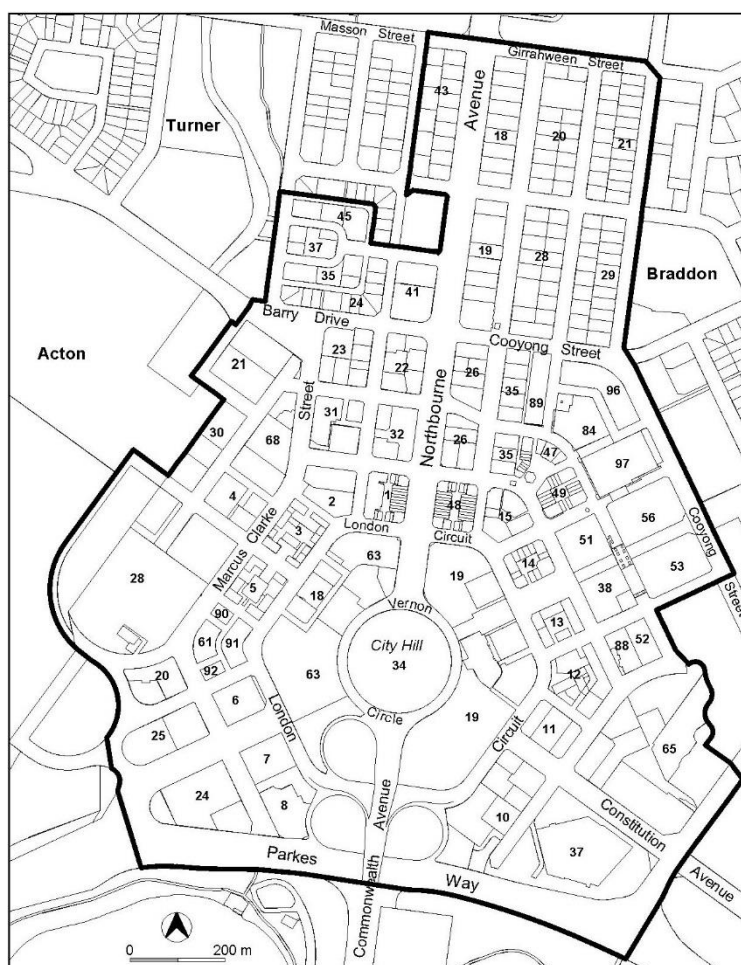 Masson Street
Girrahween Street
43
Avenue
Turner
18
20
21
45
37
19
28
29
Braddon
35
24
41
Barry Drive
Cooyong Street
Acton
21
23
22
26
35
89
96
Street
Northbourne
31
32
26
35
47
84
97
30
68
4
2
1
48
15
49
56
Cooyong
Marcus Clarke
3
London Circuit
63
19
14
51
53
28
5
18
38
Street
90
Vernon
13
61
91
City Hill
34
88
52
92
63
12
20
6
Circle
19
Circuit
11
25
London
65
7
24
8
Avenue
10
37
Constitution
Avenue
Parkes Way
Commonwealth
0 200 m